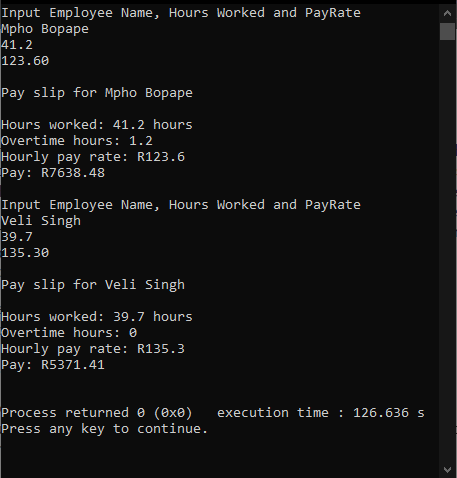 Input Employee Name, Hours Worked and PayRate
Mpho Bopape
41.2
123.60
Pay slip for Mpho Bopape
Hours worked: 41.2 hours
Overtime hours: 1.2
Hourly pay rate: R123.6
Pay: R7638.48
Input Employee Name, Hours Worked and PayRate
Veli Singh
39.7
135.30
Pay slip for Veli Singh
Hours worked: 39.7 hours
Overtime hours: 0
Hourly pay rate: R135.3
Pay: R5371.41
Process returned 0 (0x0)   execution time : 126.636 s
Press any key to continue.